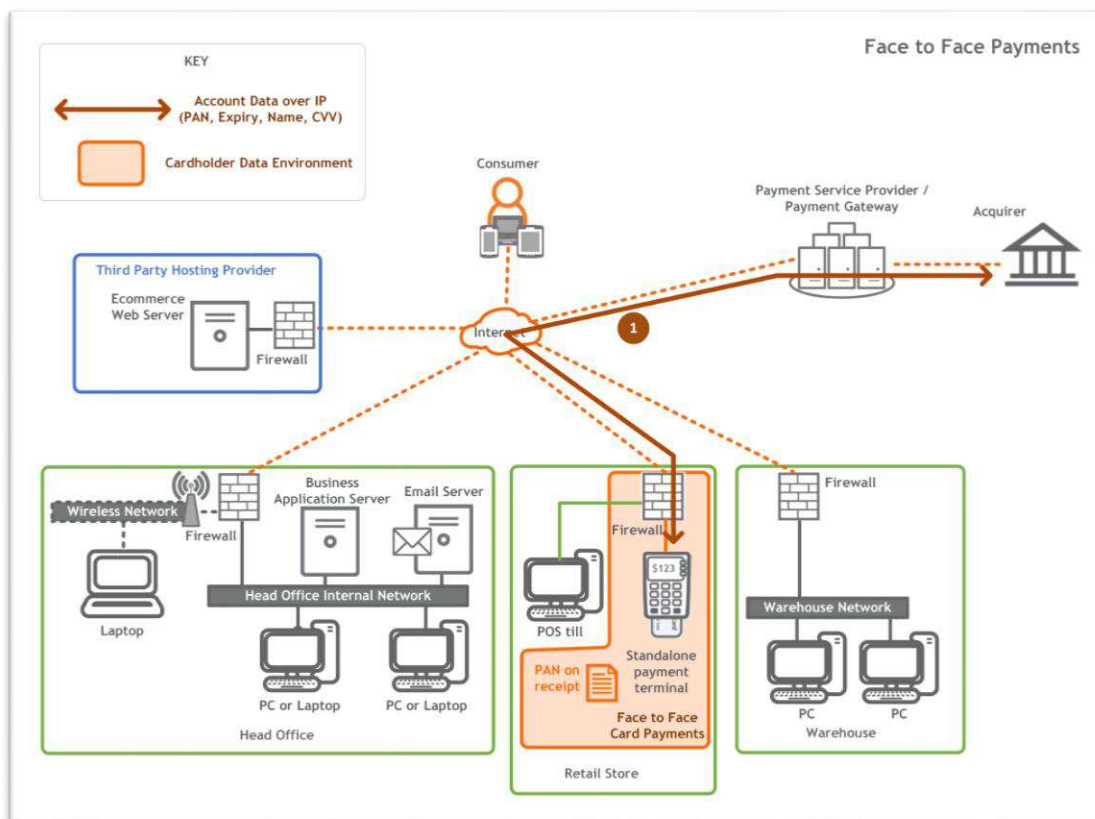 Face to Face Payments
KEY
Account Data over IP
(PAN, Expiry, Name, CVV)
Cardholder Data Environment
Consumer
Payment Service Provider /
Payment Gateway
Acquirer
Third Party Hosting Provider
Ecommerce
Web Server
Firewall
Internet
1
Wireless Network
Firewall
Business
Application Server
Email Server
Laptop
Head Office Internal Network
PC or Laptop
PC or Laptop
Head Office
Firewall
$123
POS till
Standalone
payment
terminal
PAN on
receipt
Face to Face
Card Payments
Retail Store
Firewall
Warehouse Network
PC
PC
Warehouse